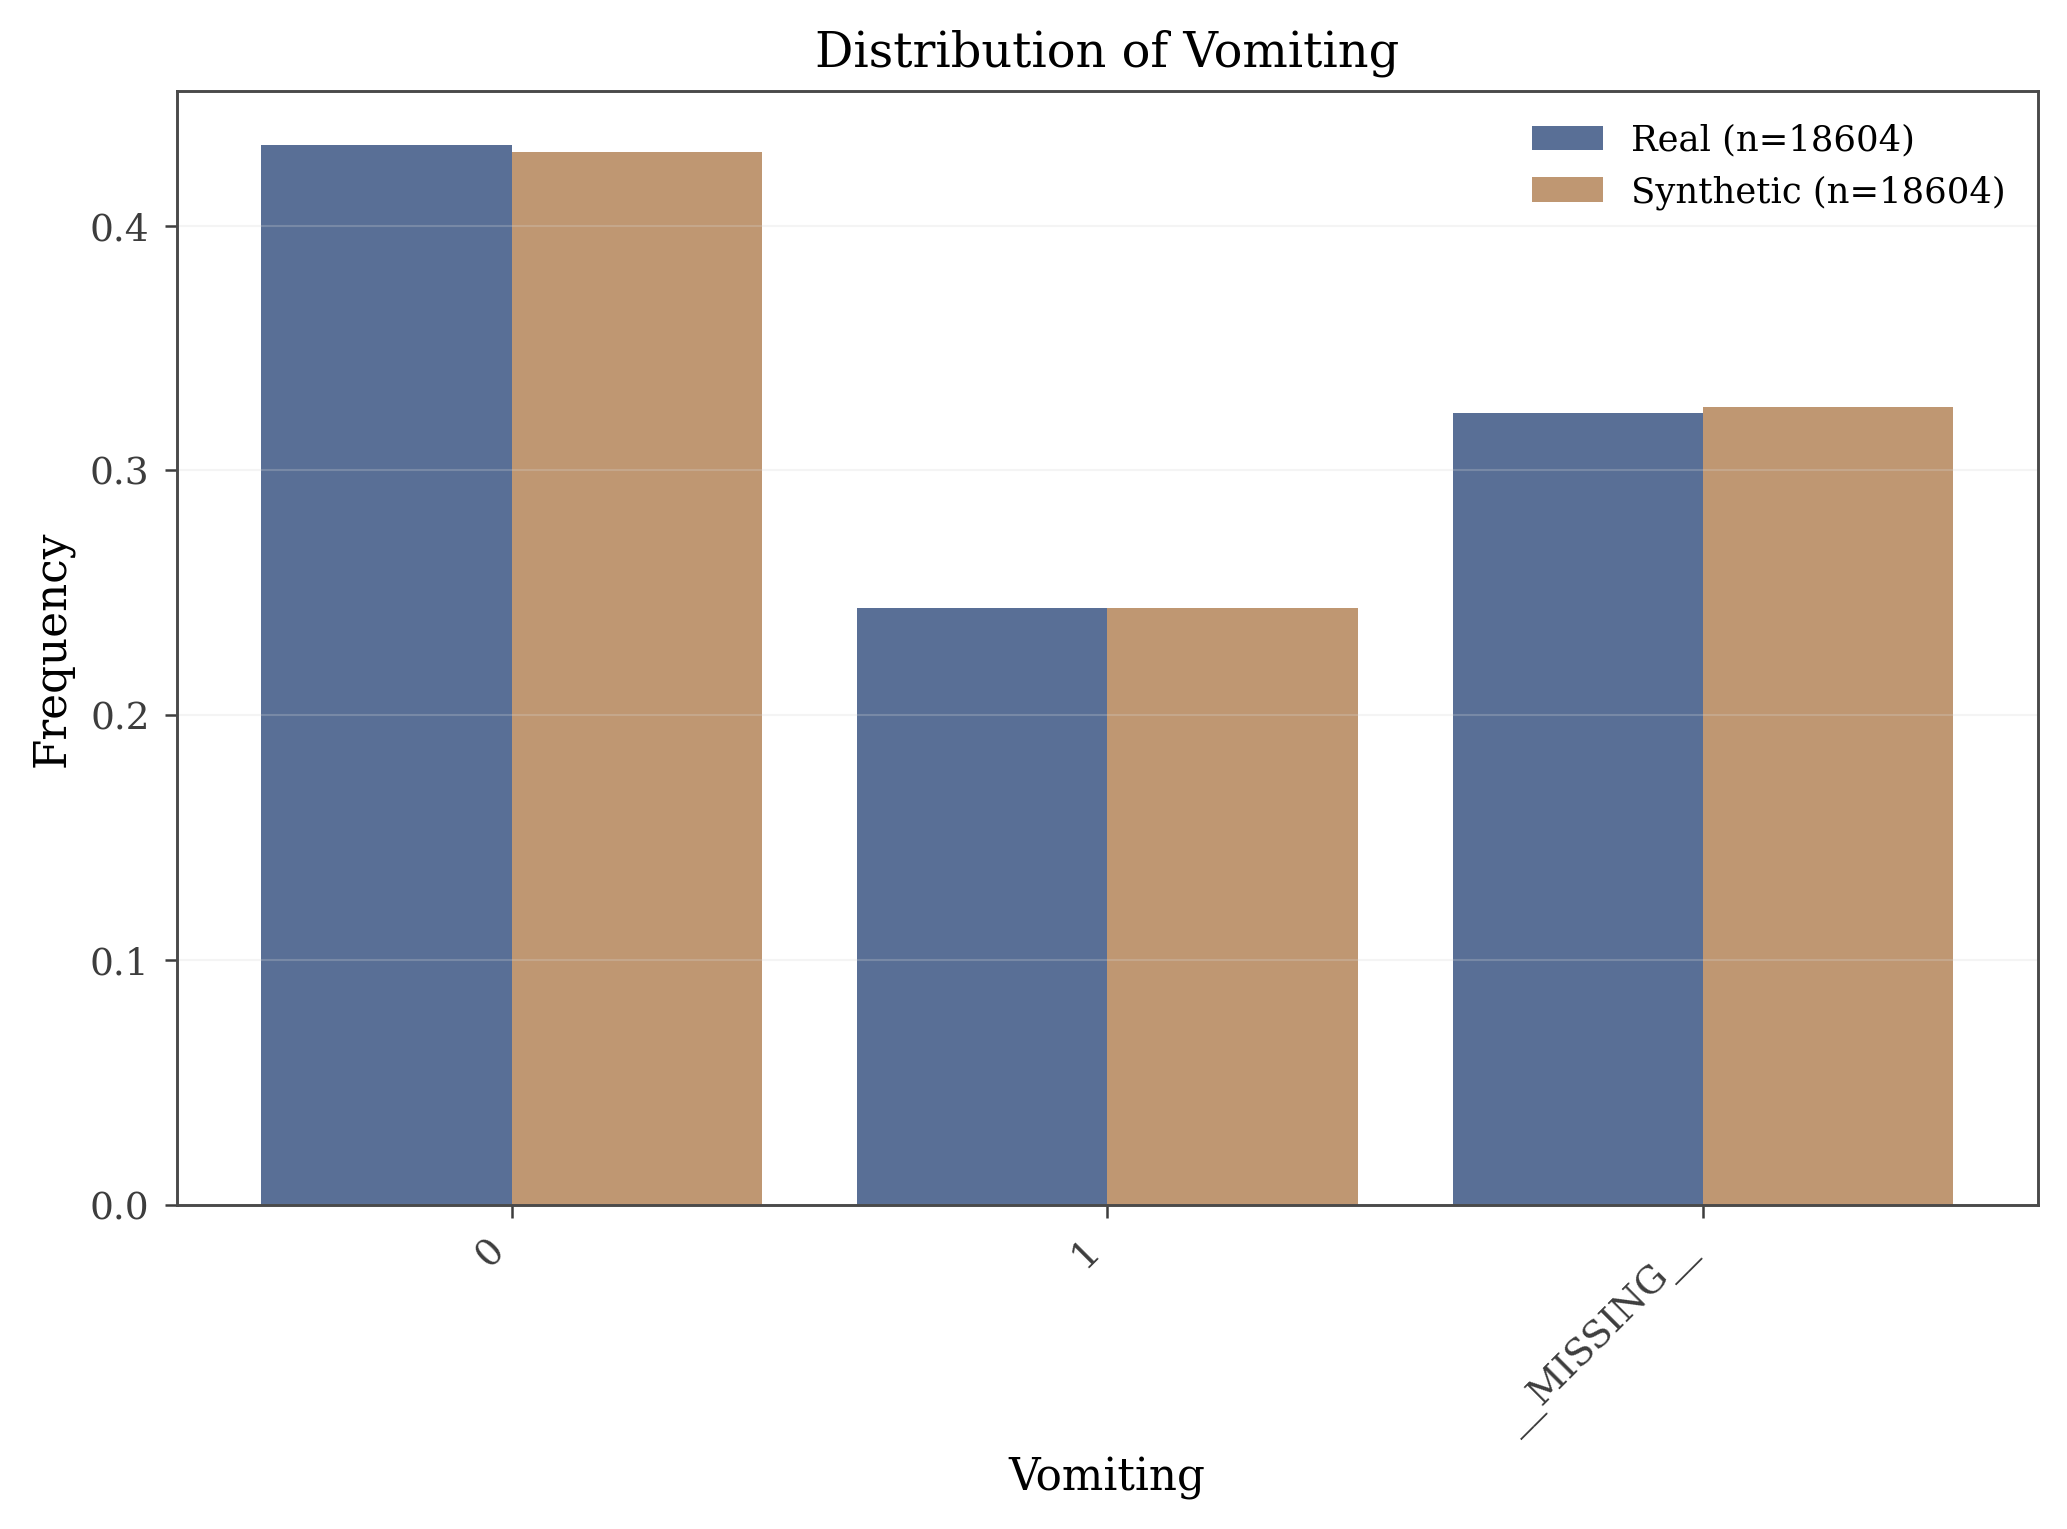 Distribution of Vomiting
Real (n=18604)
Synthetic (n=18604)
Frequency
0.4
0.3
0.2
0.1
0.0
0
1
__MISSING__
Vomiting